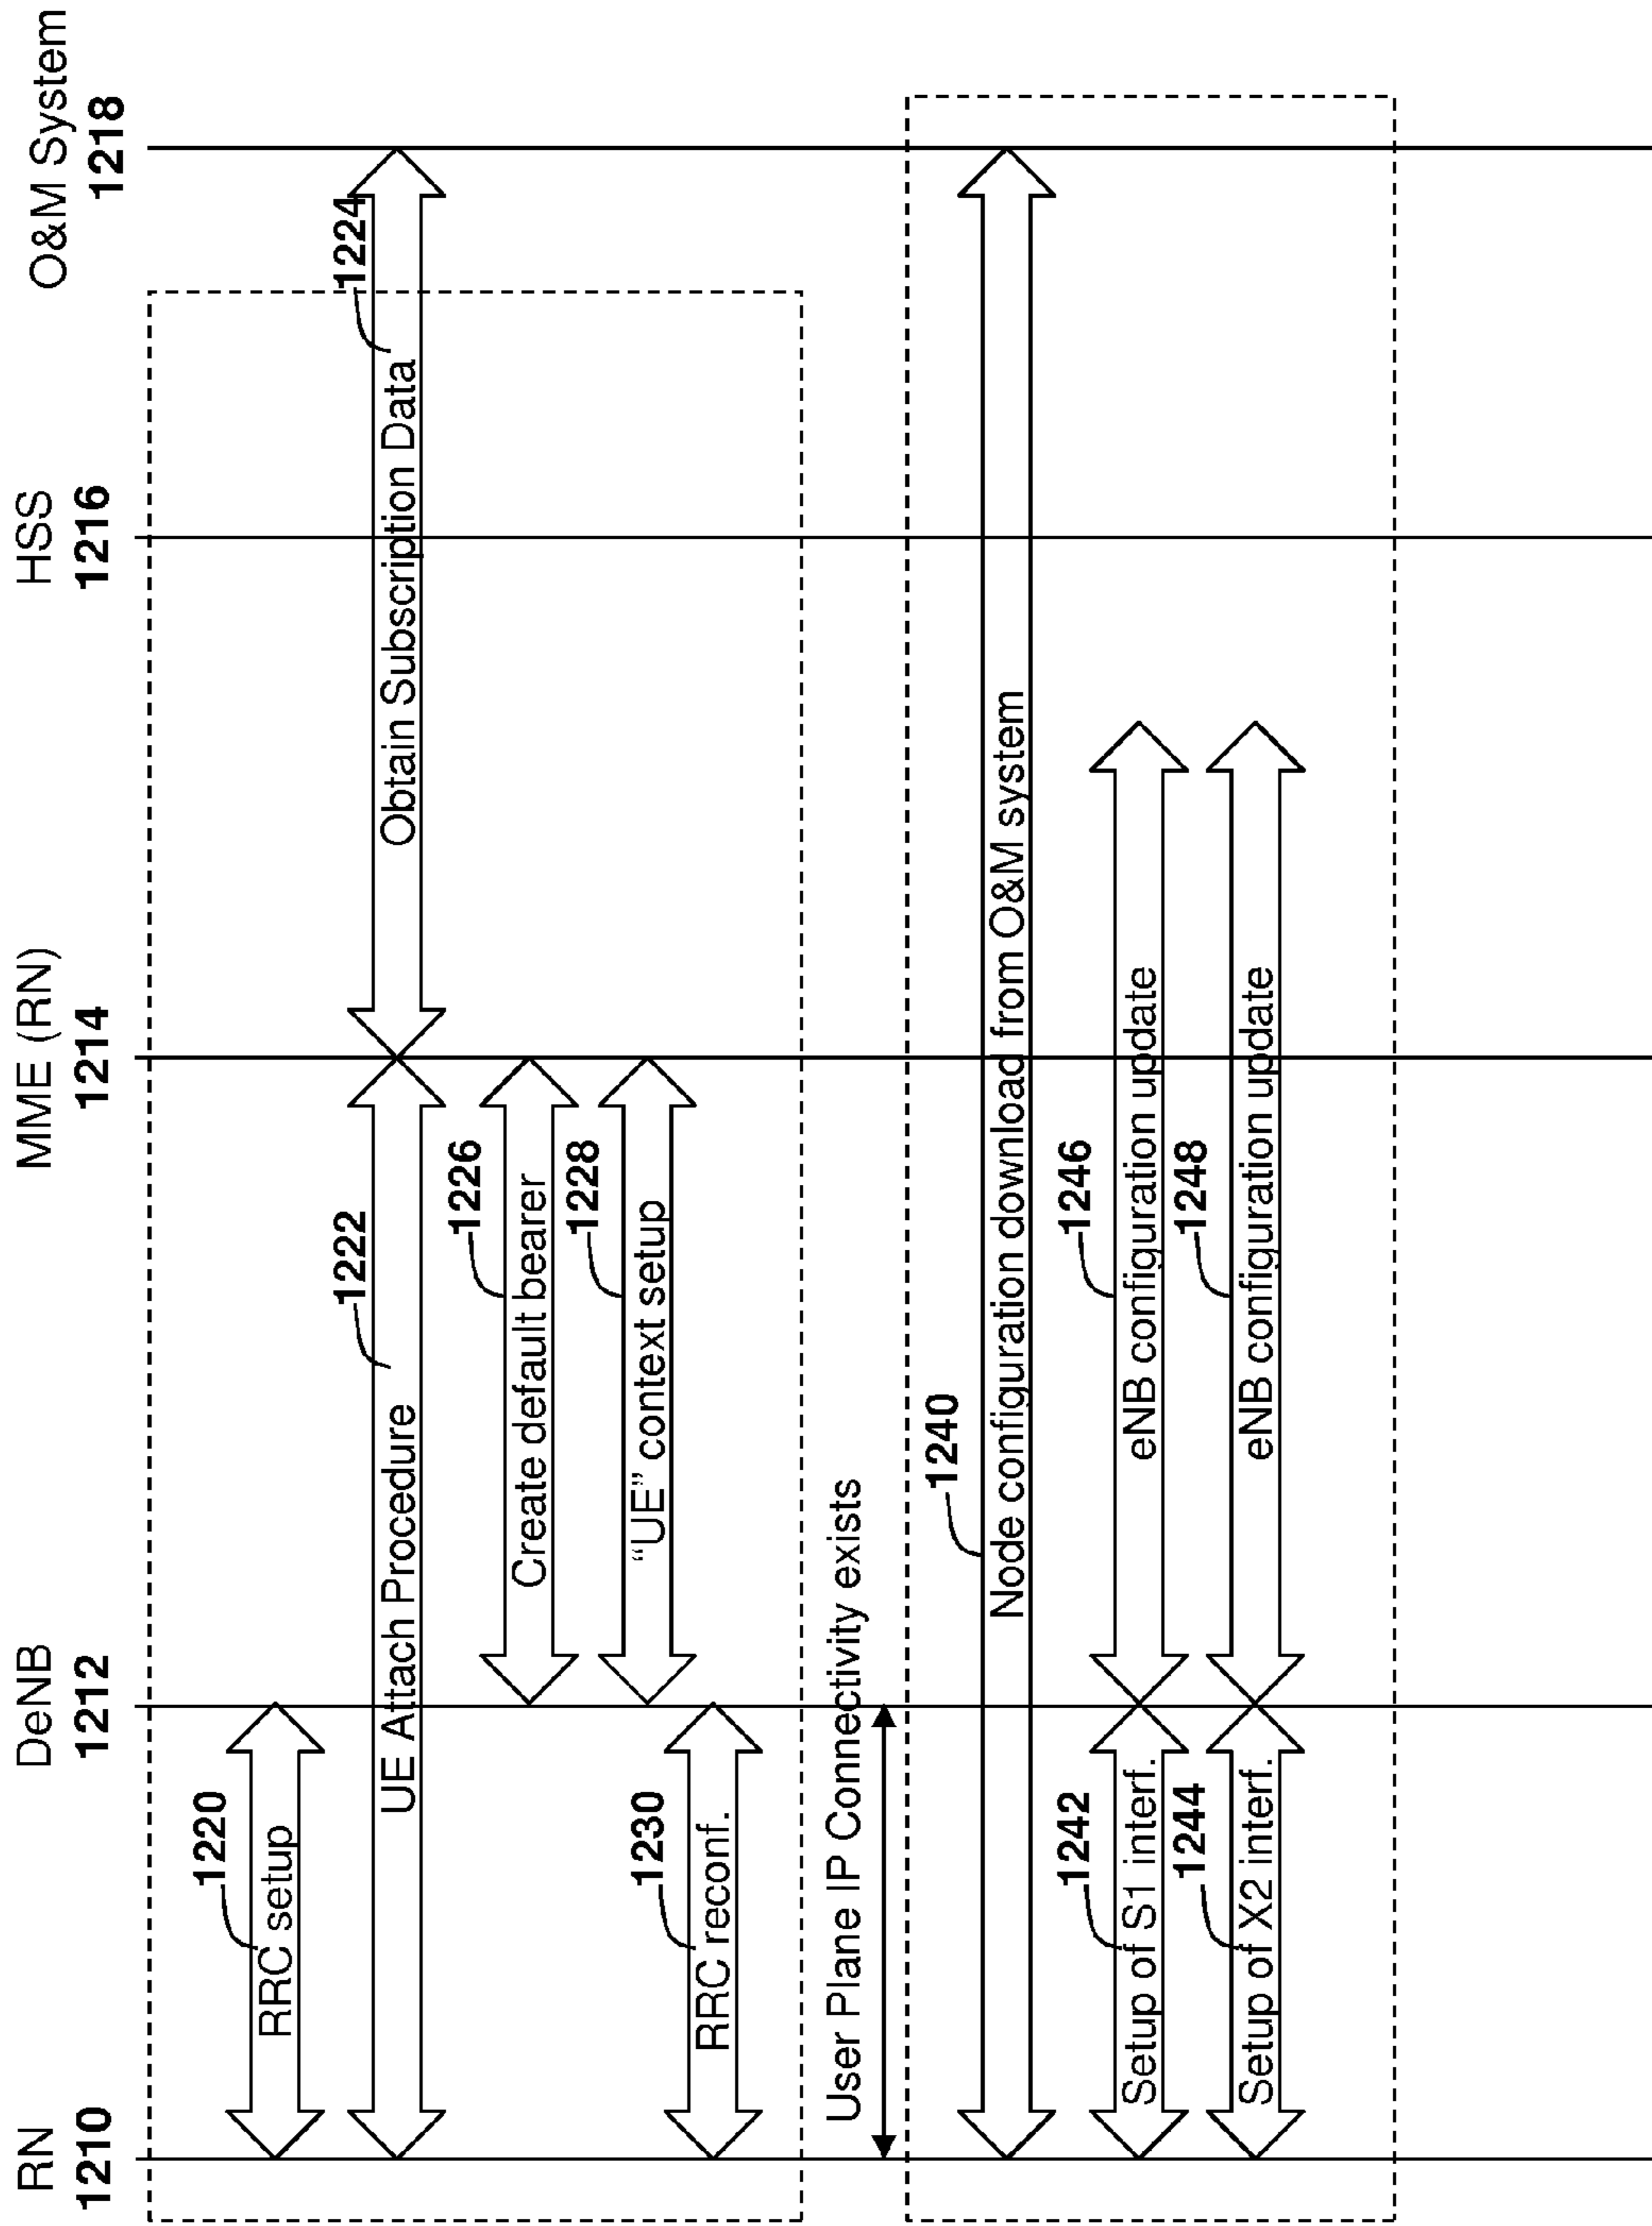 RN
1210
DeNB
1212
MME (RN)
1214
HSS
1216
O&M System
1218
1220
RRC setup
1222
UE Attach Procedure
1224
Obtain Subscription Data
1226
Create default bearer
1228
“UE” context setup
1230
RRC reconf.
User Plane IP Connectivity exists
1240
Node configuration download from O&M system
1242
Setup of S1 interf.
1246
eNB configuration update
1244
Setup of X2 interf.
1248
eNB configuration update